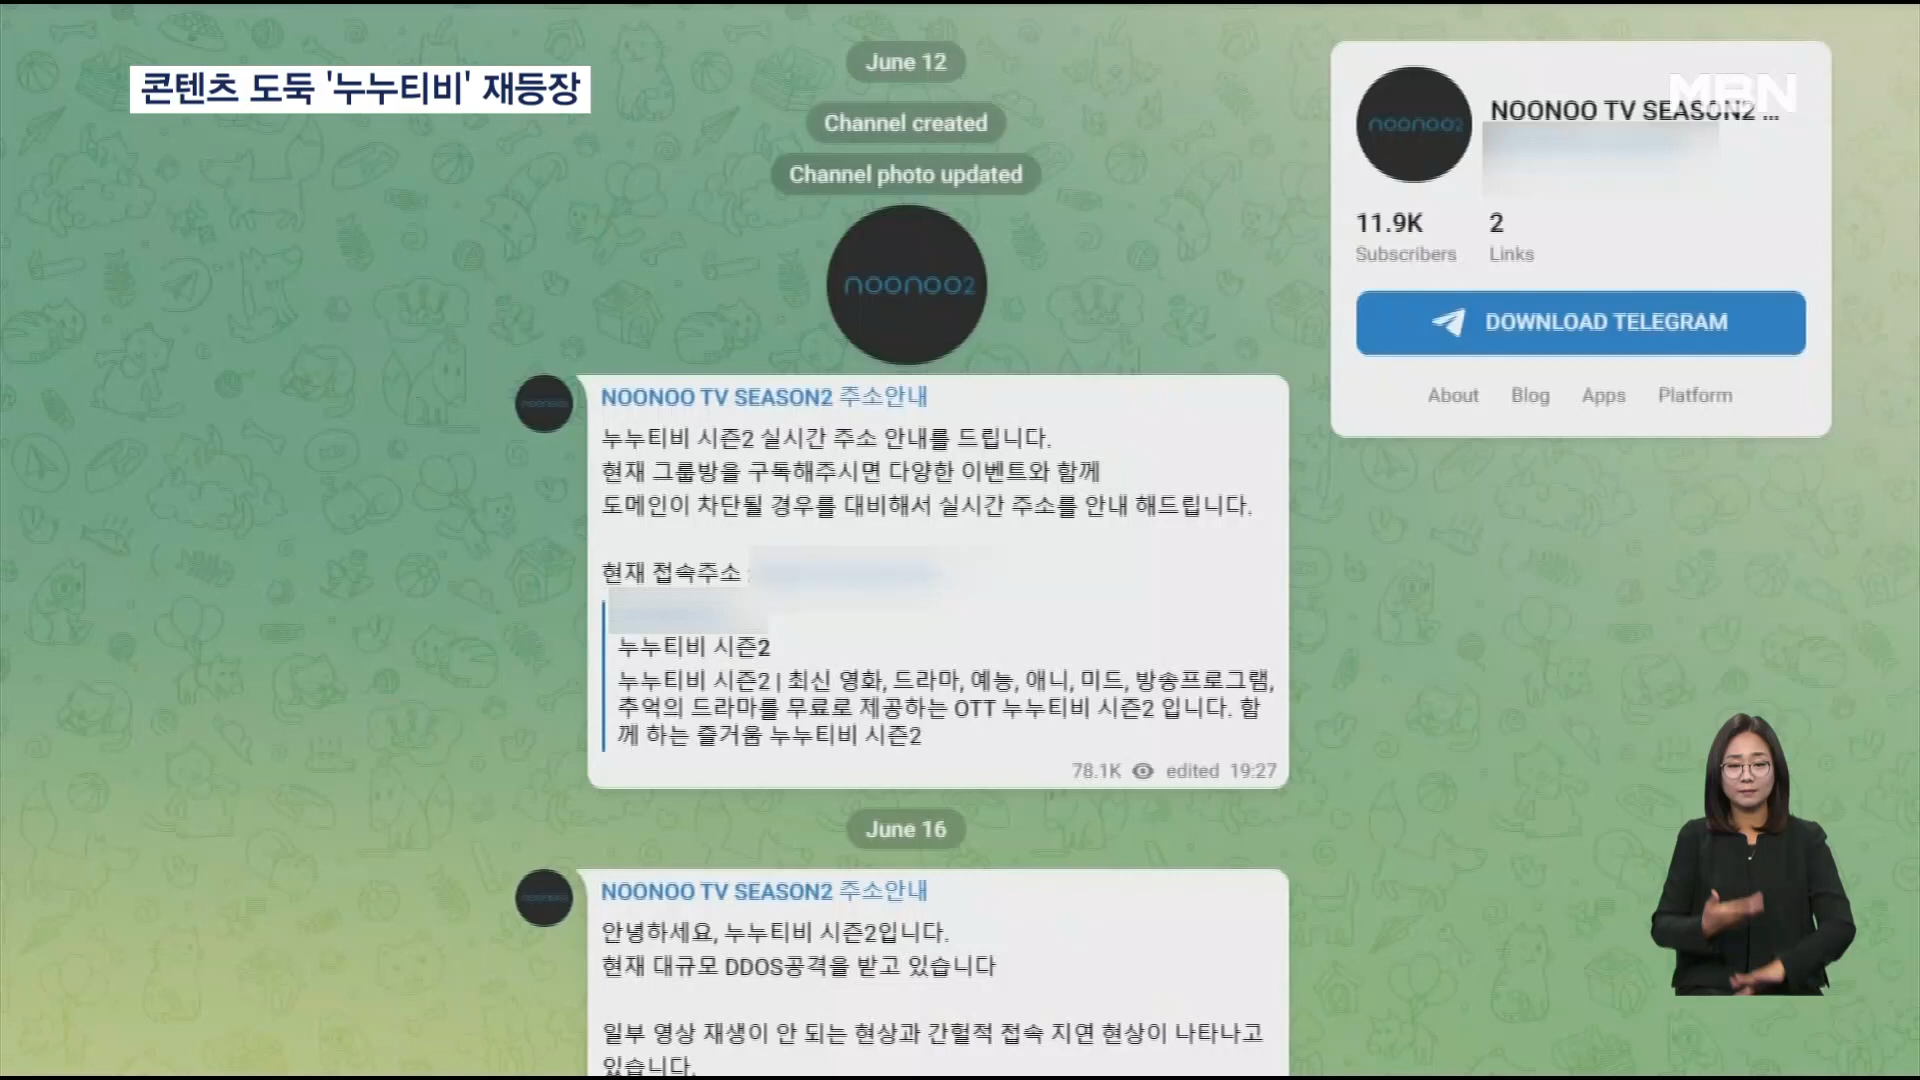 콘텐츠 도둑 '누누티비' 재등장
MBN
June 12
Channel created
Channel photo updated
noonoo2
NOONOO TV SEASON2 주소안내
누누티비 시즌2 실시간 주소 안내를 드립니다.
현재 그룹방을 구독해주시면 다양한 이벤트와 함께
도메인이 차단될 경우를 대비해서 실시간 주소를 안내 해드립니다.
현재 접속주소 :
누누티비 시즌2
누누티비 시즌2 | 최신 영화, 드라마, 예능, 애니, 미드, 방송프로그램,
추억의 드라마를 무료로 제공하는 OTT 누누티비 시즌2 입니다. 함
께 하는 즐거움 누누티비 시즌2
78.1K edited 19:27
June 16
NOONOO TV SEASON2 주소안내
안녕하세요, 누누티비 시즌2입니다.
현재 대규모 DDOS공격을 받고 있습니다
일부 영상 재생이 안 되는 현상과 간헐적 접속 지연 현상이 나타나고
있습니다.
noonoo2
NOONOO TV SEASON2 ...
11.9K 2
Subscribers Links
DOWNLOAD TELEGRAM
About Blog Apps Platform